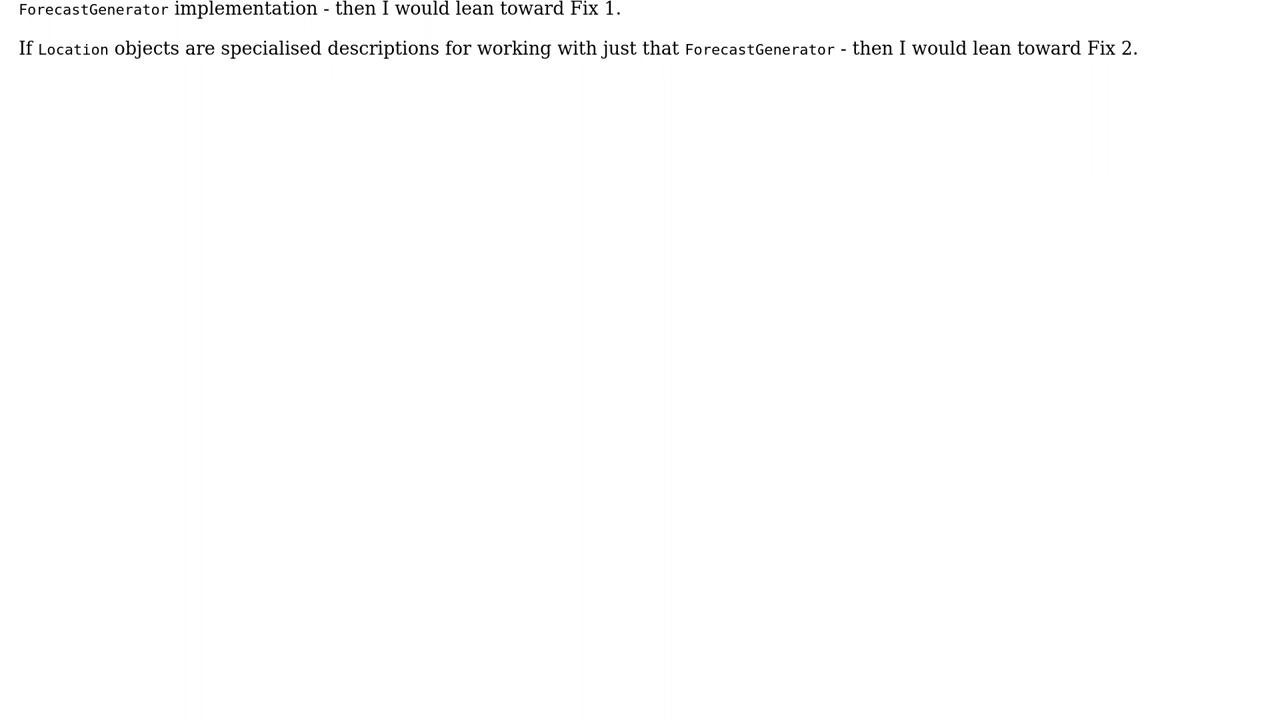 ForecastGenerator implementation - then I would lean toward Fix 1.
If Location objects are specialised descriptions for working with just that ForecastGenerator - then I would lean toward Fix 2.